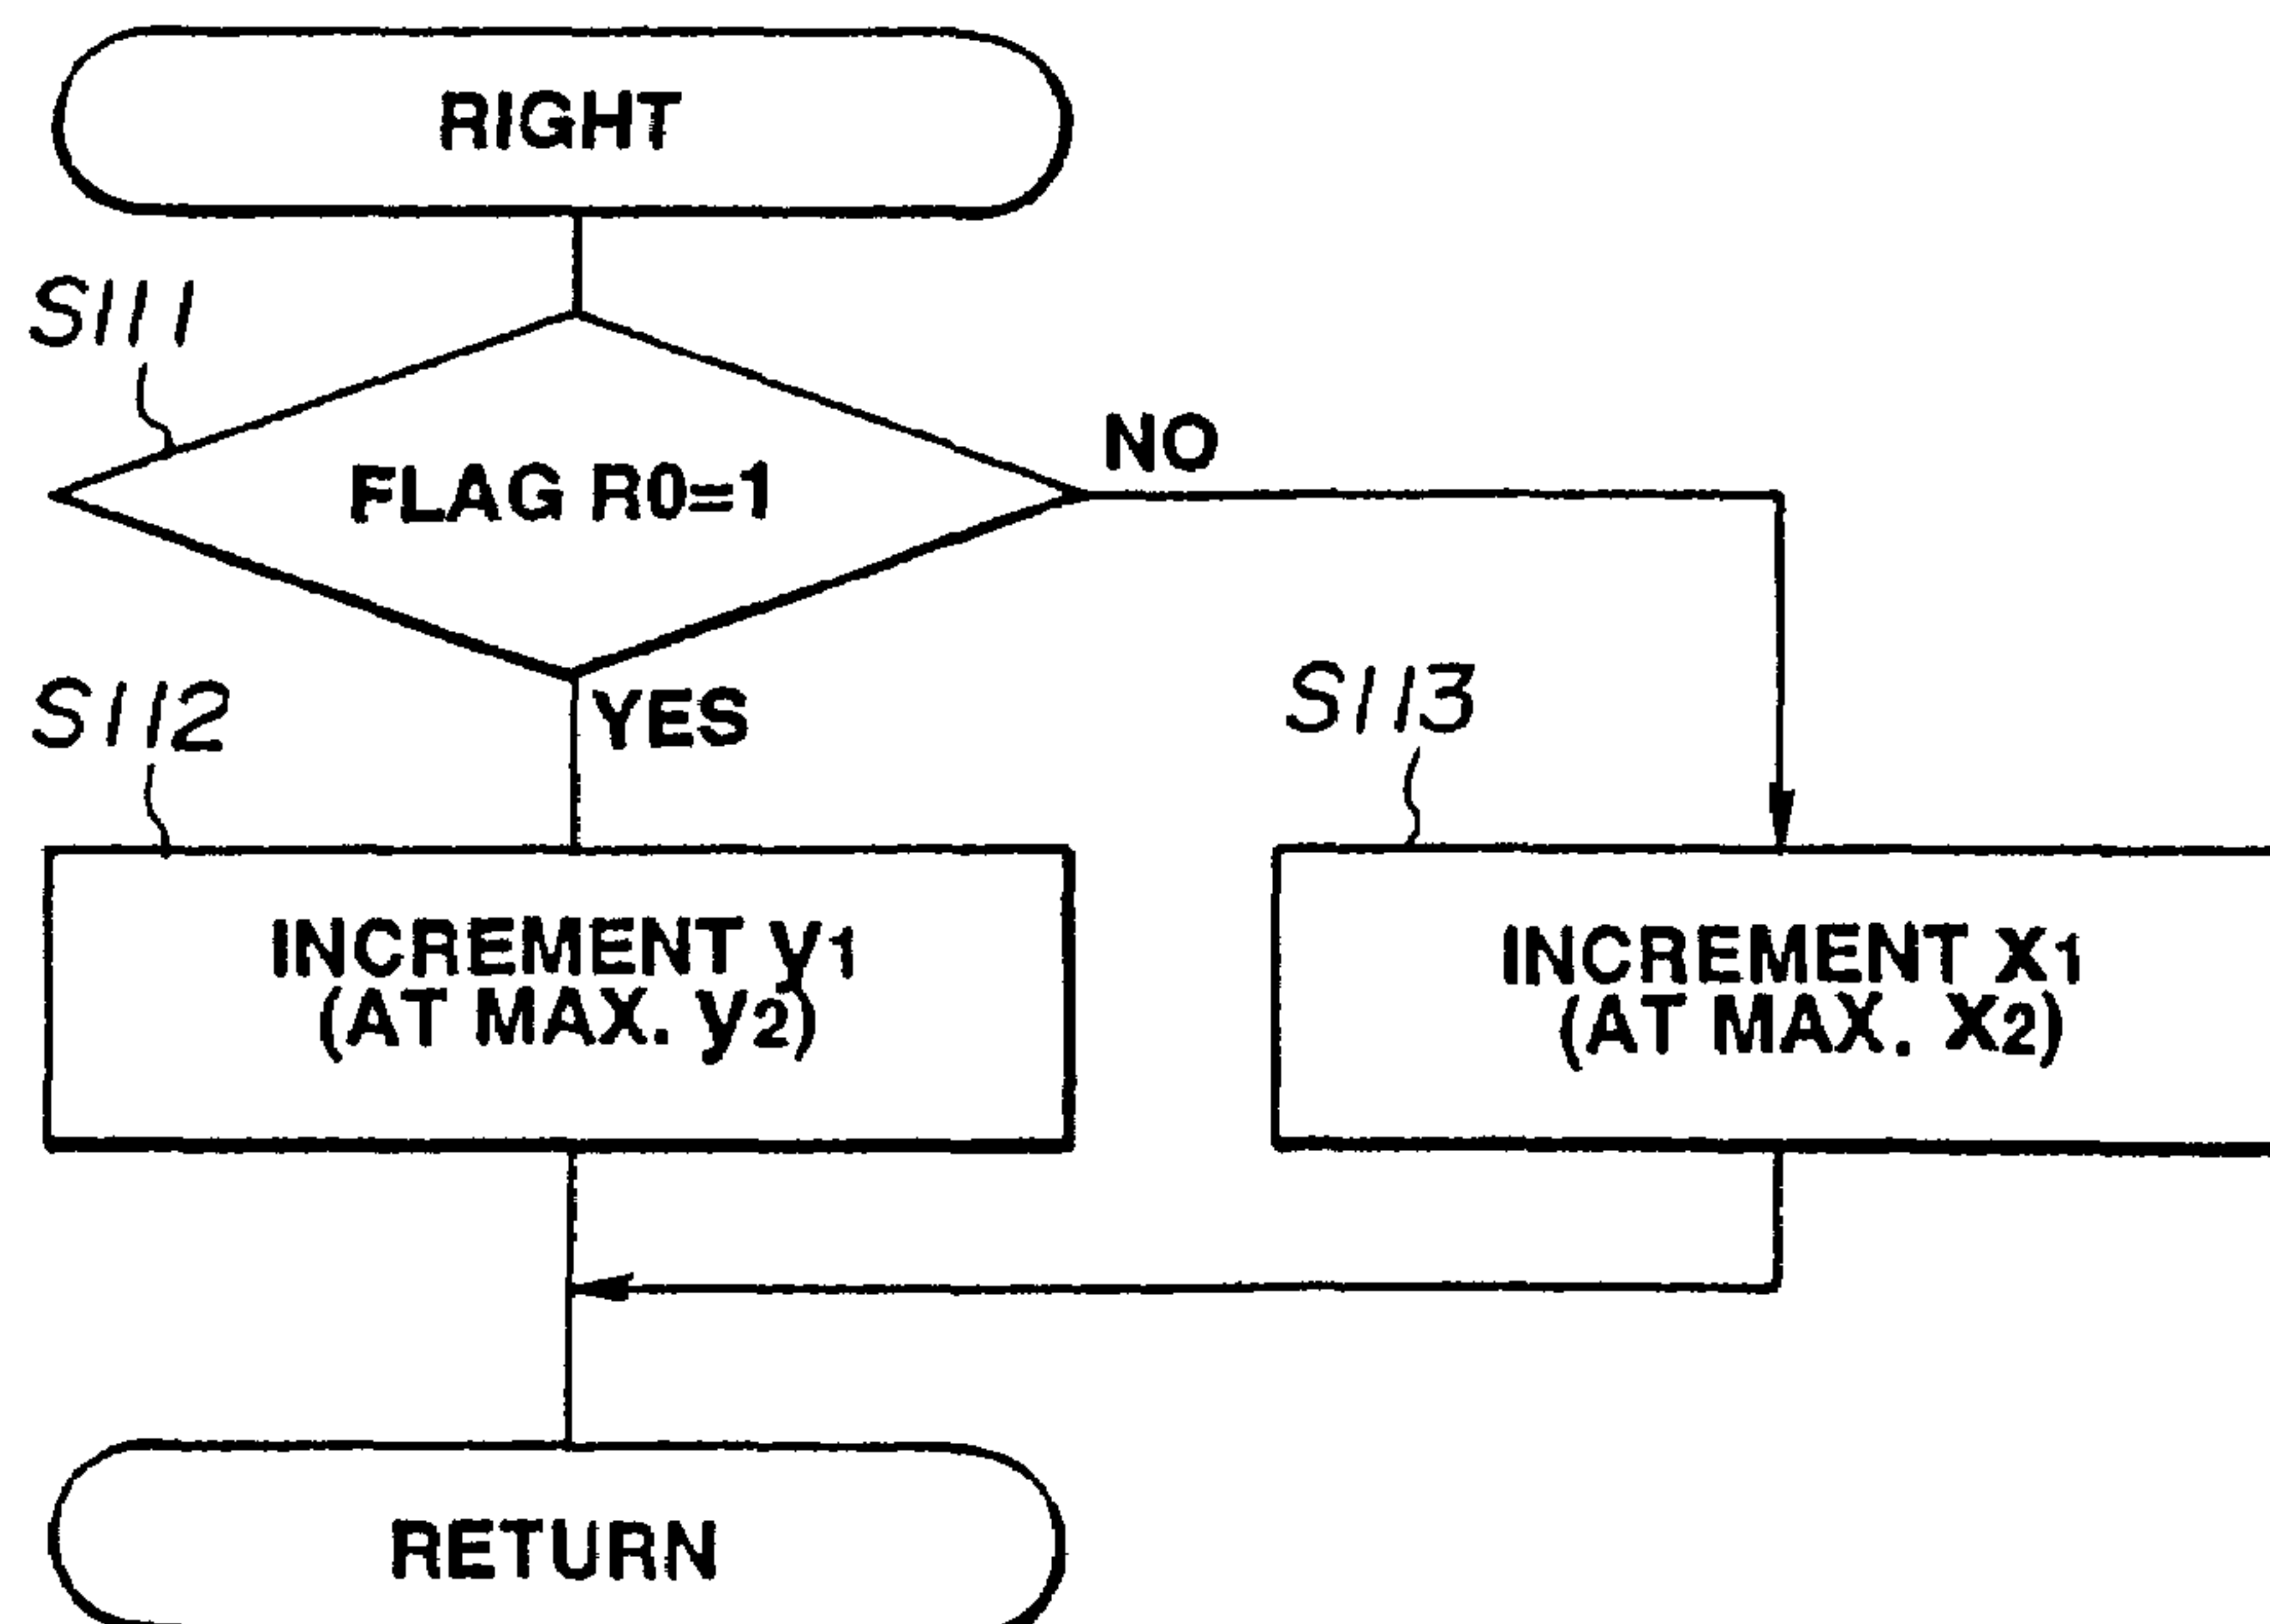 RIGHT
S111
FLAG R0=1
NO
YES
S112
S113
INCREMENT y1
(AT MAX. y2)
INCREMENT x1
(AT MAX. x2)
RETURN